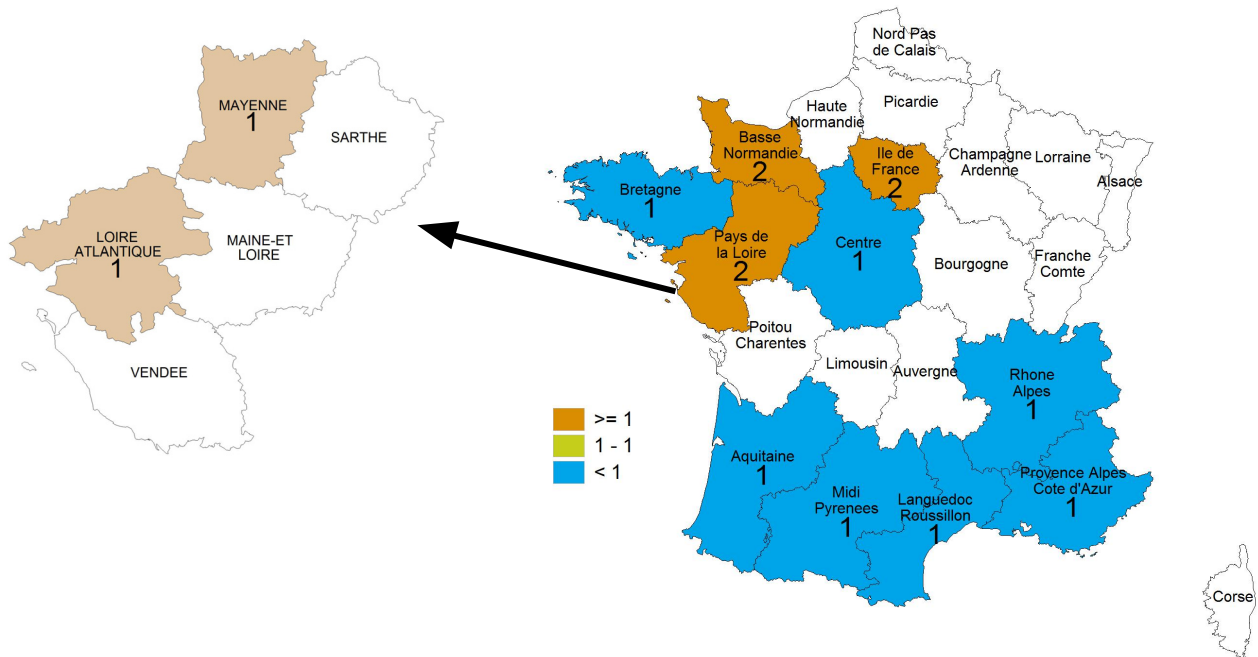 MAYENNE
1
SARTHE
LOIRE
ATLANTIQUE
1
MAINE-ET
LOIRE
VENDEE
Nord Pas
de Calais
Picardie
Haute
Normandie
Basse
Normandie
2
Ile de
France
2
Champagne
Ardenne
Lorraine
Alsace
Bretagne
1
Pays de
la Loire
2
Centre
1
Bourgogne
Franche
Comte
Poitou
Charentes
Limousin
Auvergne
Rhone
Alpes
1
>= 1
1 - 1
< 1
Aquitaine
1
Midi
Pyrenees
1
Languedoc
Roussillon
1
Provence Alpes
Cote d'Azur
1
Corse